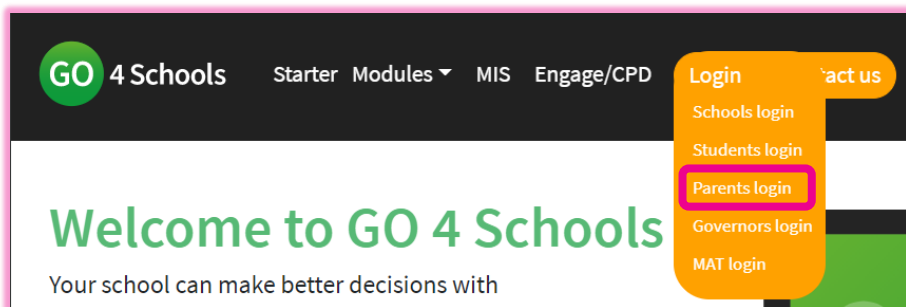 GO 4 Schools Starter Modules MIS Engage/CPD Login act us
Schools login
Students login
Parents login
Governors login
MAT login
Welcome to GO 4 Schools
Your school can make better decisions with